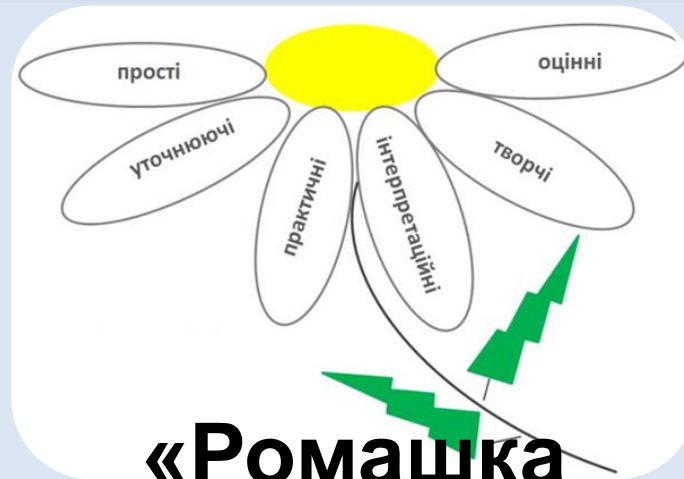 прості
оцінні
уточнюючі
творчі
практичні
інтерпретаційні
«Ромашка